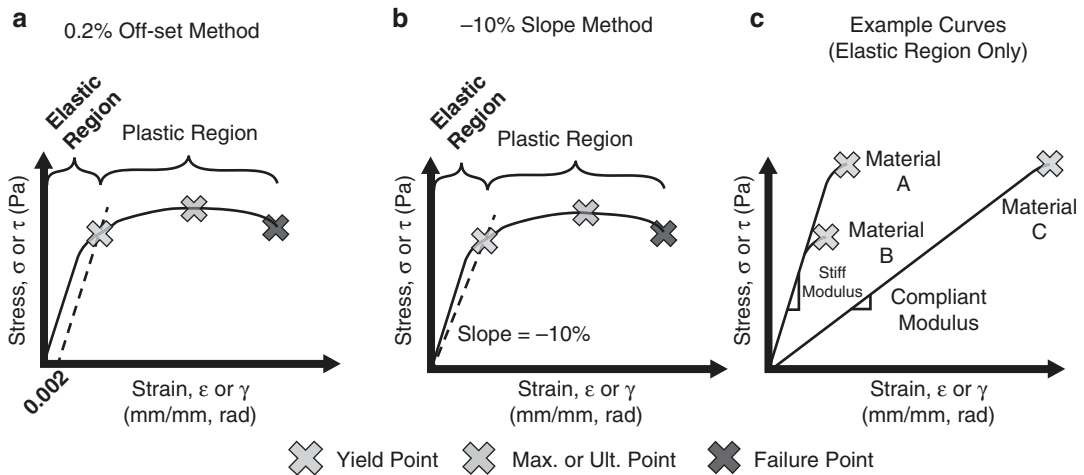 a
0.2% Off-set Method
Elastic
Region
Plastic Region
Stress, σ or τ (Pa)
0.002
Strain, ε or γ
(mm/mm, rad)
b
–10% Slope Method
Elastic
Region
Plastic Region
Stress, σ or τ (Pa)
Slope = –10%
Strain, ε or γ
(mm/mm, rad)
c
Example Curves
(Elastic Region Only)
Stress, σ or τ (Pa)
Material
A
Material
B
Material
C
Stiff
Modulus
Compliant
Modulus
Strain, ε or γ
(mm/mm, rad)
Yield Point
Max. or Ult. Point
Failure Point